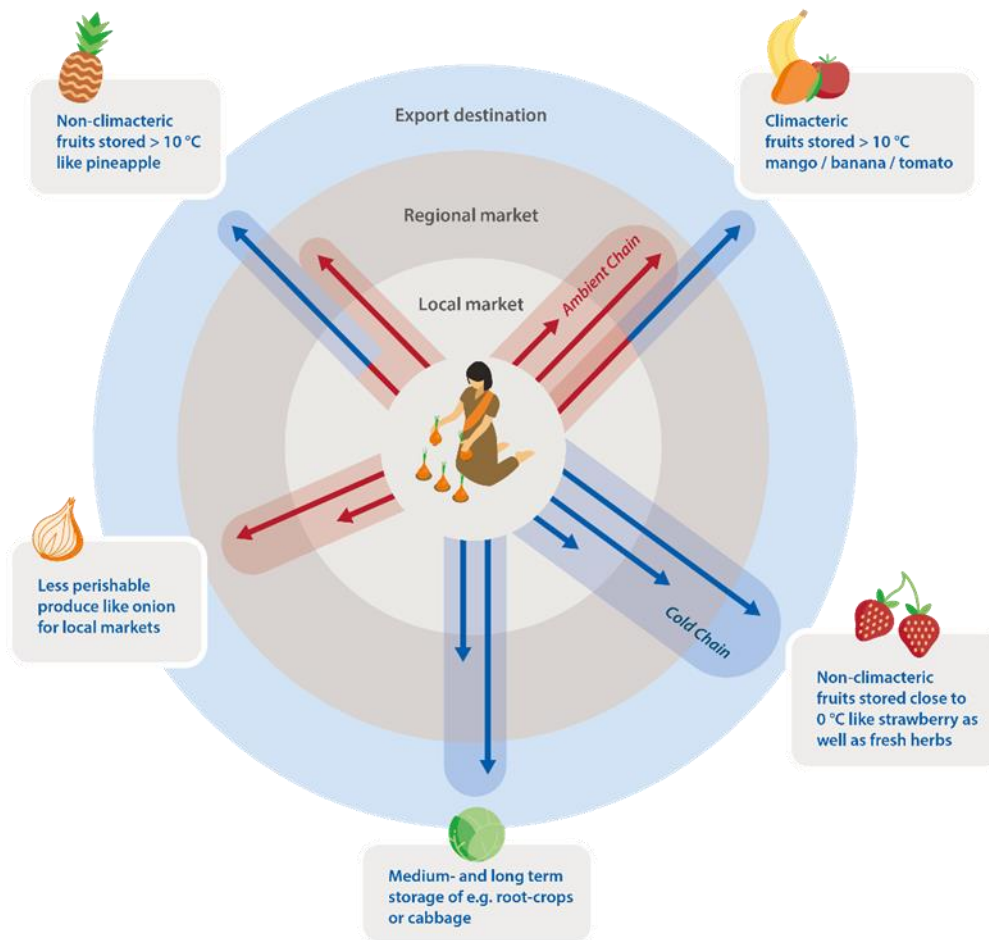 Non-climacteric
fruits stored > 10 °C
like pineapple
Climacteric
fruits stored > 10 °C
mango / banana / tomato
Export destination
Regional market
Local market
Ambient Chain
Cold Chain
Less perishable
produce like onion
for local markets
Non-climacteric
fruits stored close to
0 °C like strawberry as
well as fresh herbs
Medium- and long term
storage of e.g. root-crops
or cabbage